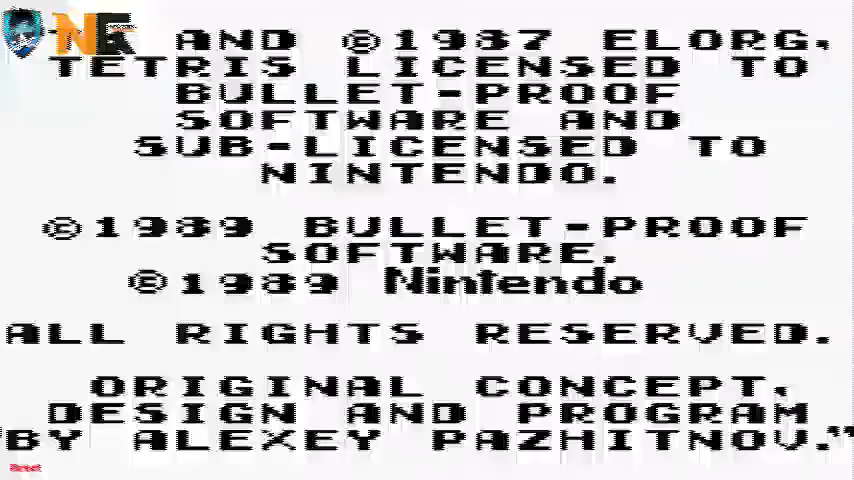 AND ©1987 ELORG,
TETRIS LICENSED TO
BULLET-PROOF
SOFTWARE AND
SUB-LICENSED TO
NINTENDO.
©1989 BULLET-PROOF
SOFTWARE.
©1989 Nintendo
ALL RIGHTS RESERVED.
ORIGINAL CONCEPT,
DESIGN AND PROGRAM
"BY ALEXEY PAZHITNOV."
Reset